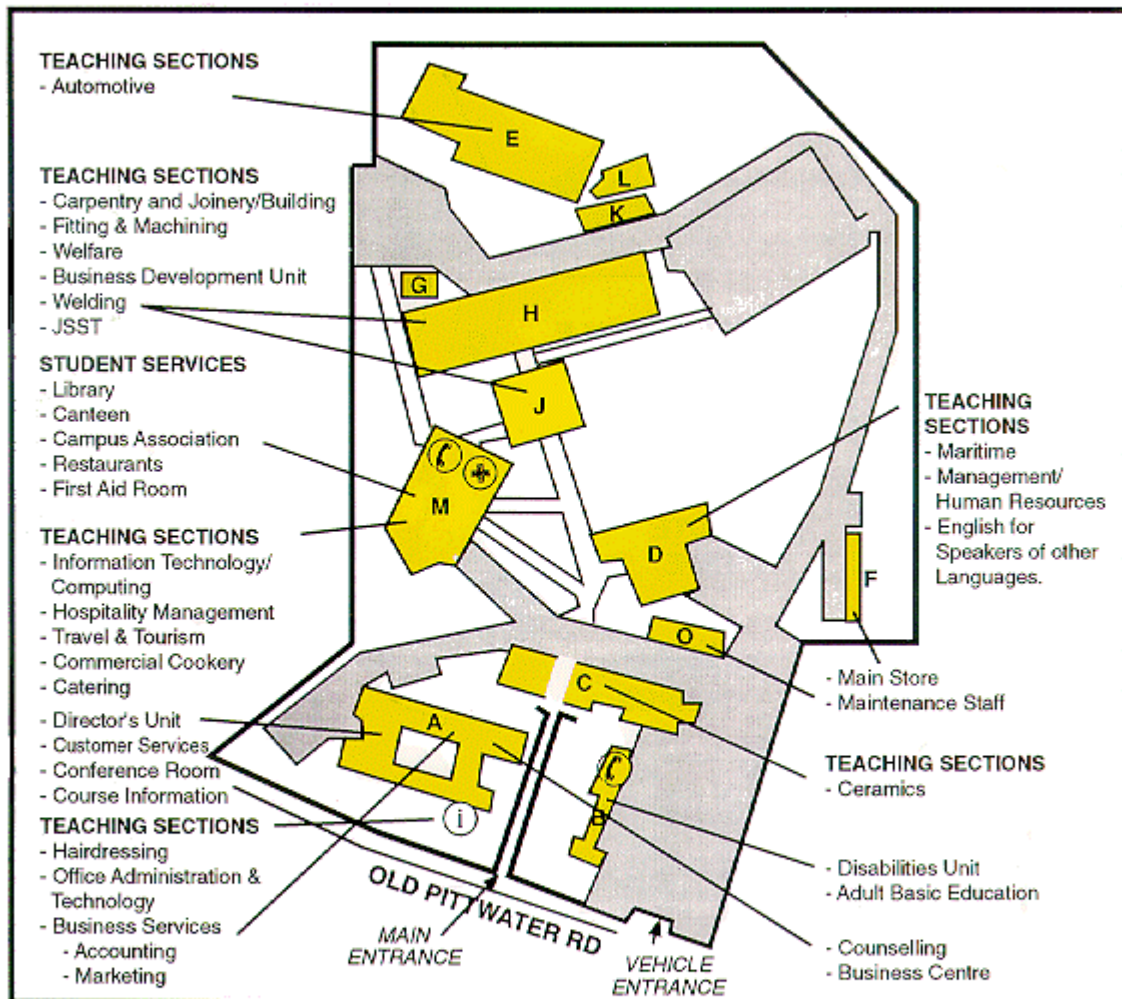 TEACHING SECTIONS
- Automotive
TEACHING SECTIONS
- Carpentry and Joinery/Building
- Fitting & Machining
- Welfare
- Business Development Unit
- Welding
- JSST
STUDENT SERVICES
- Library
- Canteen
- Campus Association
- Restaurants
- First Aid Room
TEACHING SECTIONS
- Information Technology/
Computing
- Hospitality Management
- Travel & Tourism
- Commercial Cookery
- Catering
- Director's Unit
- Customer Services
- Conference Room
- Course Information
TEACHING SECTIONS
- Hairdressing
- Office Administration &
Technology
- Business Services
- Accounting
- Marketing
E
L
K
G
H
J
M
D
F
O
C
A
B
i
OLD PITTWATER RD
MAIN
ENTRANCE
VEHICLE
ENTRANCE
TEACHING
SECTIONS
- Maritime
- Management/
Human Resources
- English for
Speakers of other
Languages.
- Main Store
- Maintenance Staff
TEACHING SECTIONS
- Ceramics
- Disabilities Unit
- Adult Basic Education
- Counselling
- Business Centre